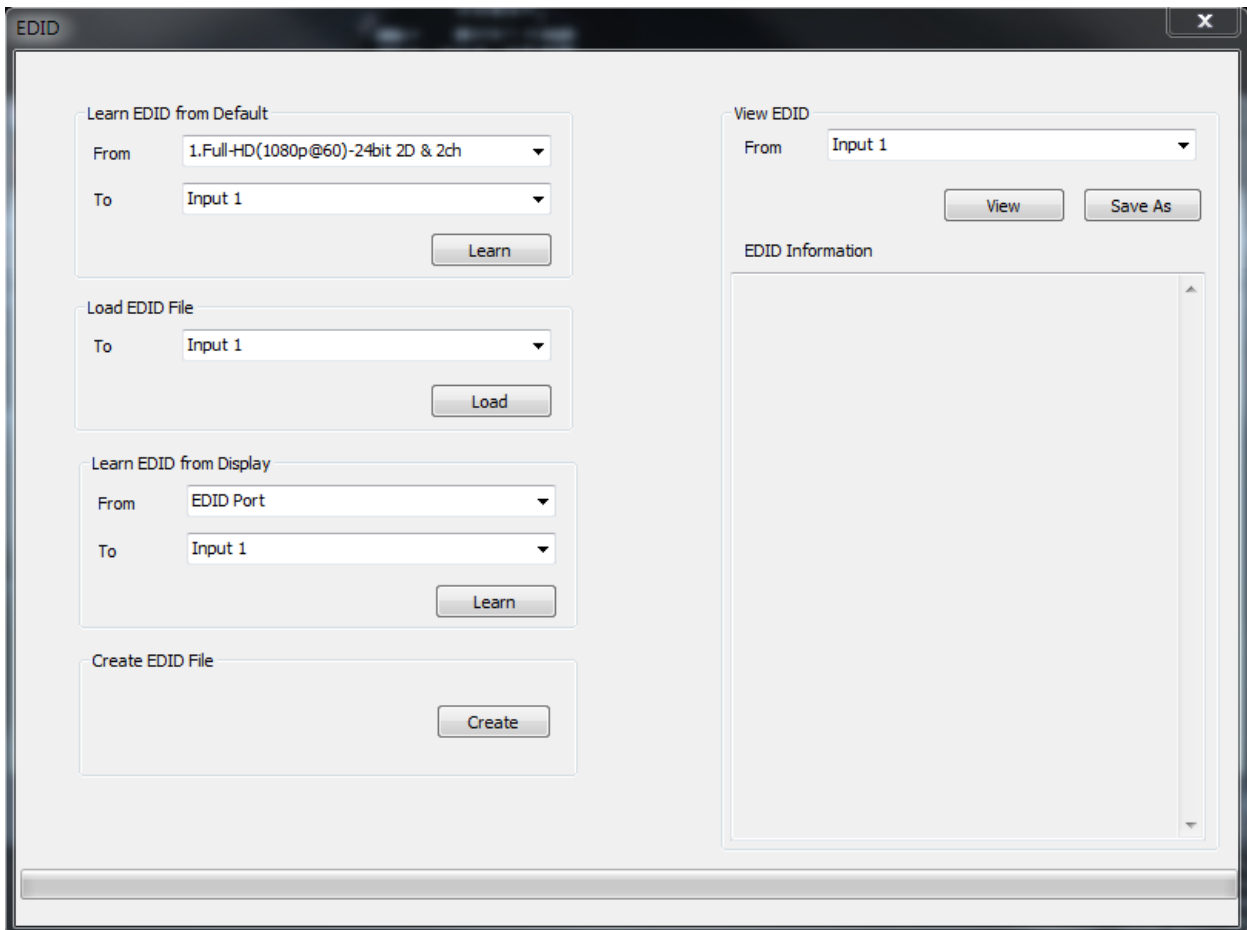 EDID
Learn EDID from Default
From 1.Full-HD(1080p@60)-24bit 2D & 2ch
To Input 1
Learn
Load EDID File
To Input 1
Load
Learn EDID from Display
From EDID Port
To Input 1
Learn
Create EDID File
Create
View EDID
From Input 1
View Save As
EDID Information